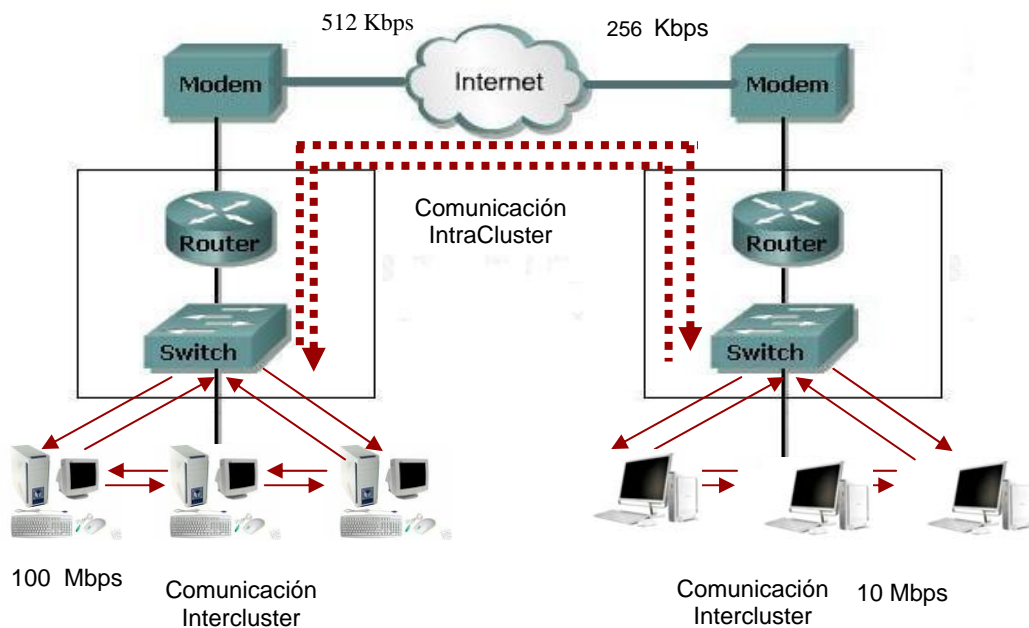 512 Kbps
256 Kbps
Modem
Internet
Modem
Comunicación
IntraCluster
Router
Router
Switch
Switch
100 Mbps
Comunicación
Intercluster
Comunicación
Intercluster
10 Mbps